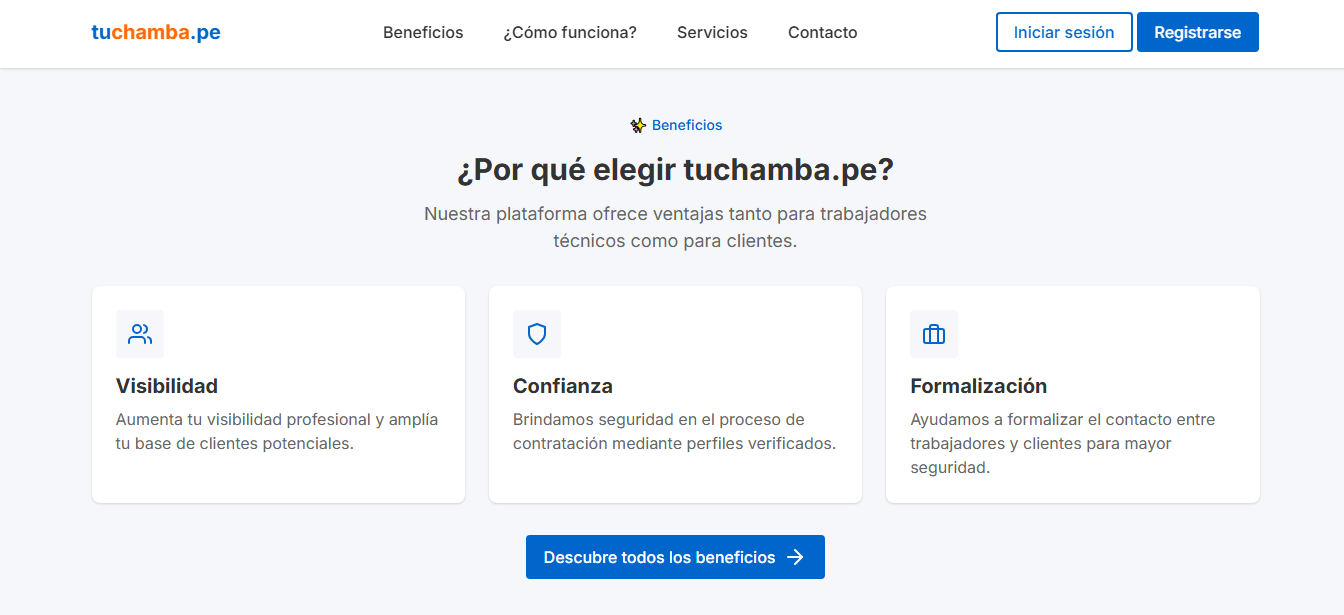 tuchamba.pe
Beneficios
¿Cómo funciona?
Servicios
Contacto
Iniciar sesión
Registrarse
Beneficios
¿Por qué elegir tuchamba.pe?
Nuestra plataforma ofrece ventajas tanto para trabajadores
técnicos como para clientes.
Visibilidad
Aumenta tu visibilidad profesional y amplía
tu base de clientes potenciales.
Confianza
Brindamos seguridad en el proceso de
contratación mediante perfiles verificados.
Formalización
Ayudamos a formalizar el contacto entre
trabajadores y clientes para mayor
seguridad.
Descubre todos los beneficios